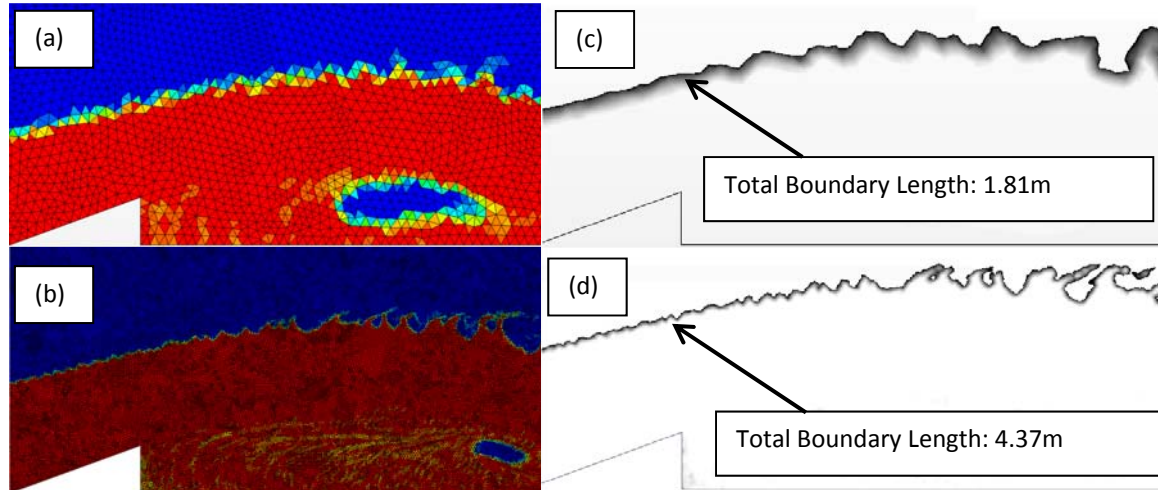 (a)
(c)
Total Boundary Length: 1.81m
(b)
(d)
Total Boundary Length: 4.37m